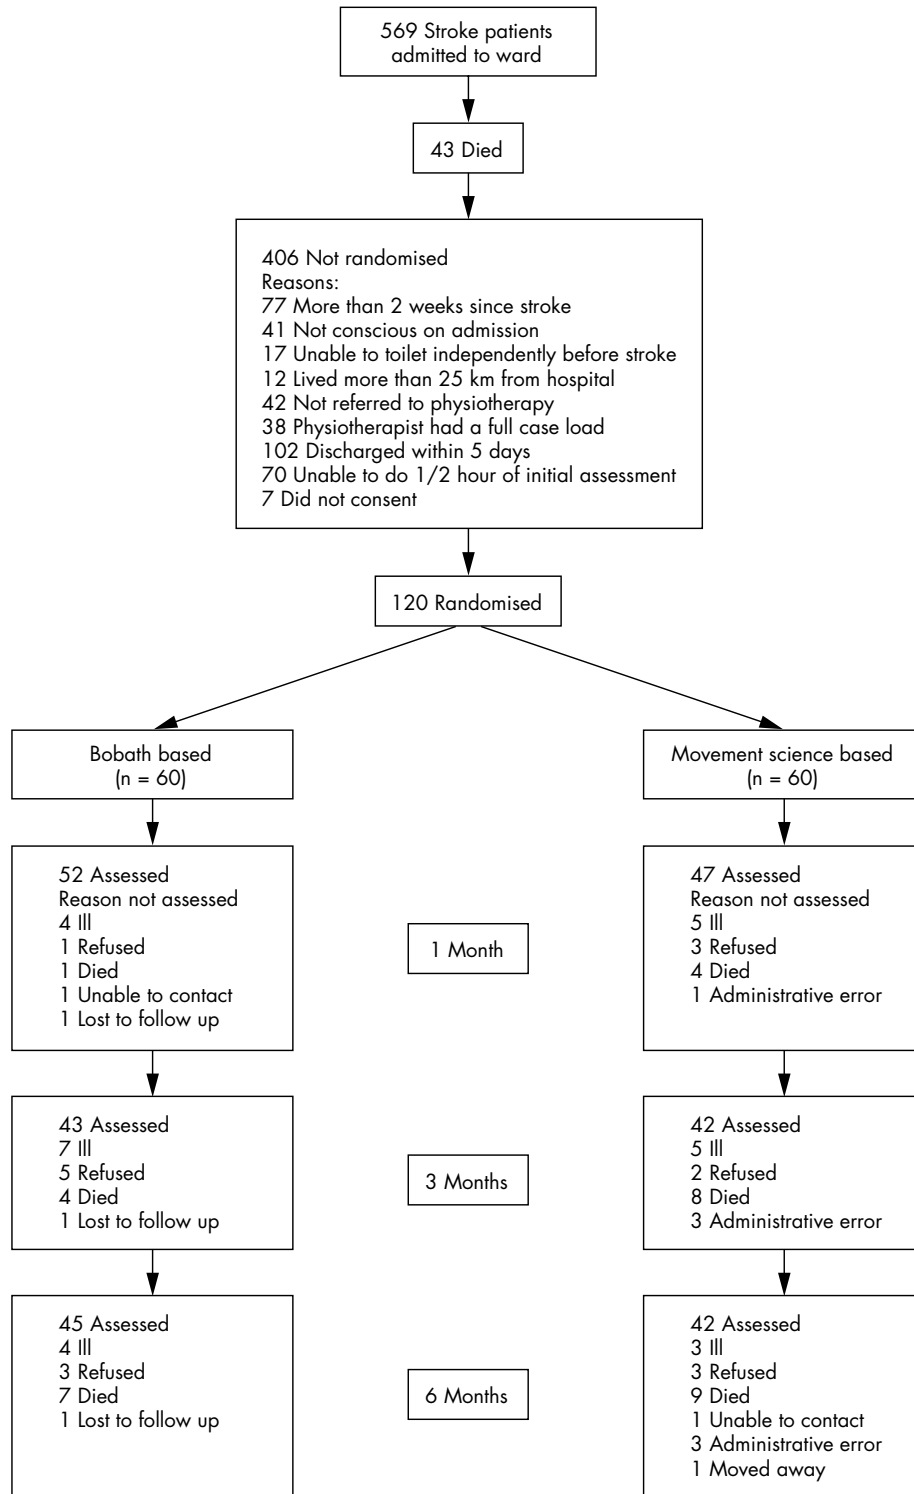 569 Stroke patients
admitted to ward
43 Died
406 Not randomised
Reasons:
77 More than 2 weeks since stroke
41 Not conscious on admission
17 Unable to toilet independently before stroke
12 Lived more than 25 km from hospital
42 Not referred to physiotherapy
38 Physiotherapist had a full case load
102 Discharged within 5 days
70 Unable to do 1/2 hour of initial assessment
7 Did not consent
120 Randomised
Bobath based
(n = 60)
Movement science based
(n = 60)
52 Assessed
Reason not assessed
4 Ill
1 Refused
1 Died
1 Unable to contact
1 Lost to follow up
1 Month
47 Assessed
Reason not assessed
5 Ill
3 Refused
4 Died
1 Administrative error
43 Assessed
7 Ill
5 Refused
4 Died
1 Lost to follow up
3 Months
42 Assessed
5 Ill
2 Refused
8 Died
3 Administrative error
45 Assessed
4 Ill
3 Refused
7 Died
1 Lost to follow up
6 Months
42 Assessed
3 Ill
3 Refused
9 Died
1 Unable to contact
3 Administrative error
1 Moved away